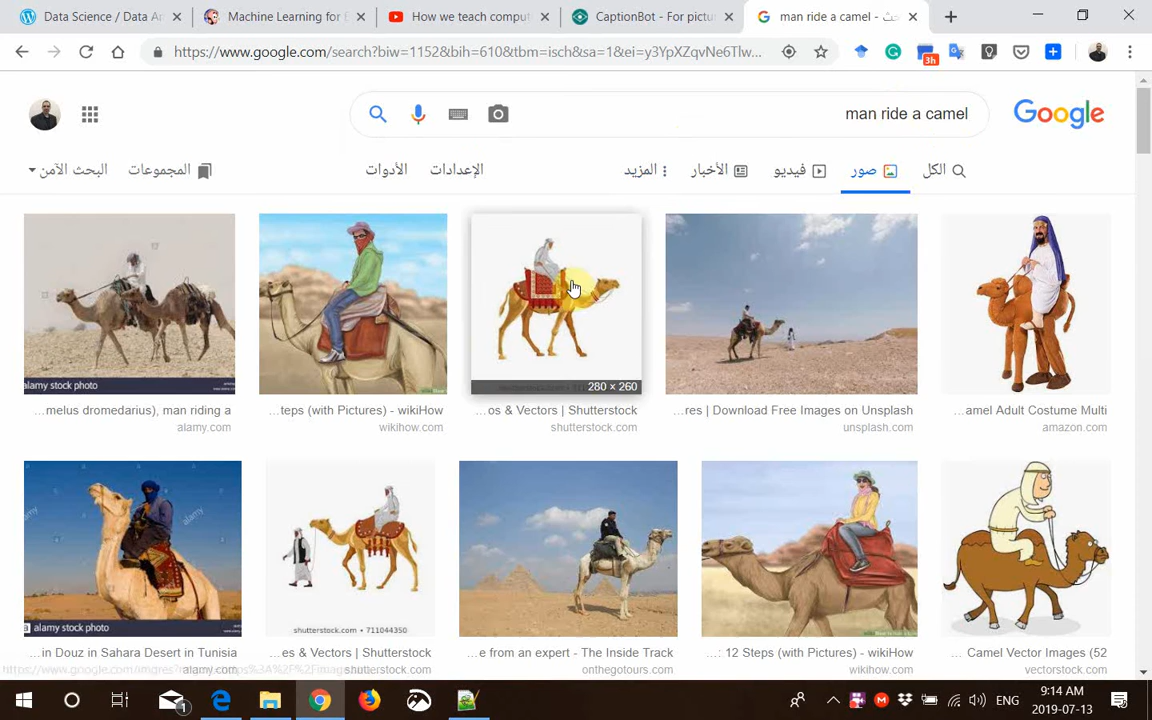 Data Science / Data A
Machine Learning for E
How we teach comput
CaptionBot - For pictu
man ride a camel - بحث
https://www.google.com/search?biw=1152&bih=610&tbm=isch&sa=1&ei=y3YpXZqvNe6Tlw...
3h
man ride a camel
Google
الكل
صور
فيديو
الأخبار
المزيد
الإعدادات
الأدوات
المجموعات
البحث الآمن
alamy stock photo
280 × 260
...melus dromedarius), man riding a
...teps (with Pictures) - wikiHow
...os & Vectors | Shutterstock
...res | Download Free Images on Unsplash
...amel Adult Costume Multi
alamy.com
wikihow.com
shutterstock.com
unsplash.com
amazon.com
alamy
alamy
a alamy stock photo
shutterstock.com • 711044350
...in Douz in Sahara Desert in Tunisia
...es & Vectors | Shutterstock
...e from an expert - The Inside Track
...: 12 Steps (with Pictures) - wikiHow
...Camel Vector Images (52
alamy.com
shutterstock.com
onthegotours.com
wikihow.com
vectorstock.com
1
ENG
9:14 AM
2019-07-13